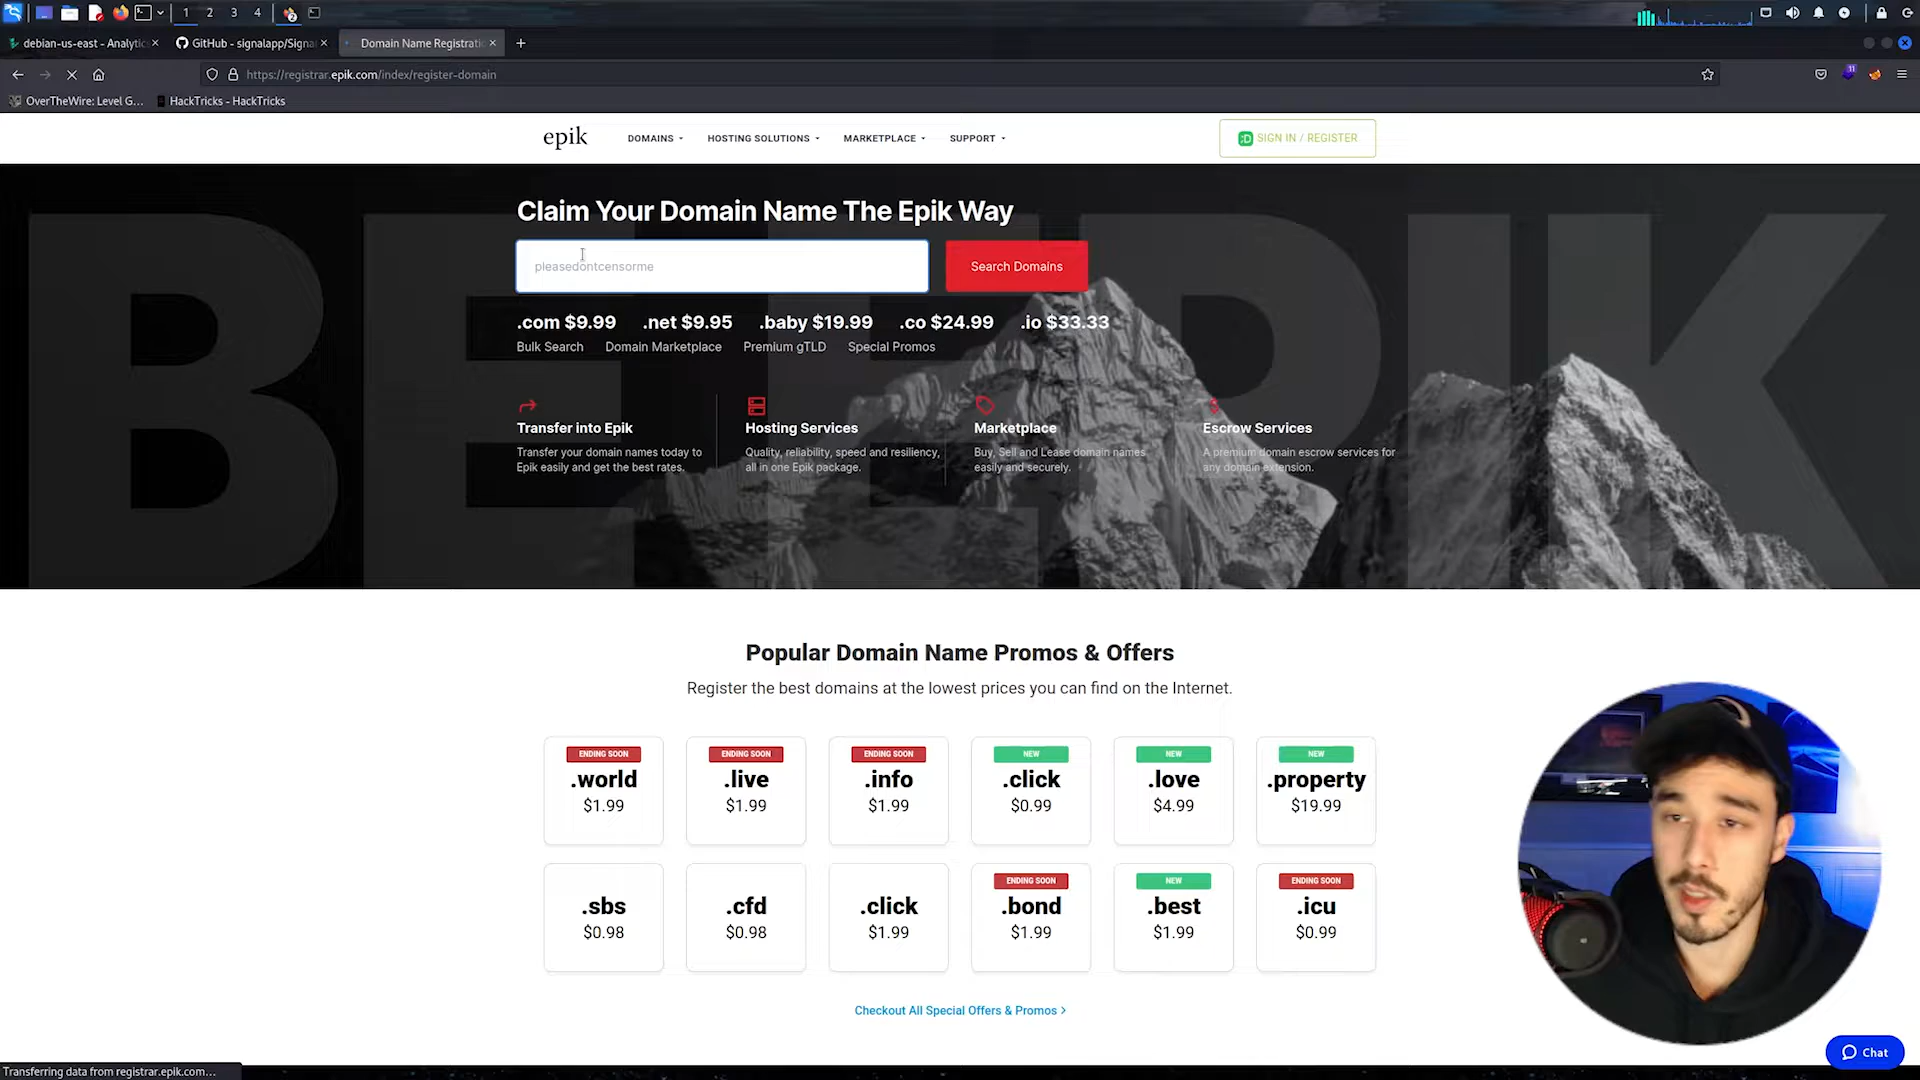 1 2 3 4
debian-us-east - Analytic
GitHub - signalapp/Signa
Domain Name Registrati
https://registrar.epik.com/index/register-domain
11
OverTheWire: Level G...
HackTricks - HackTricks
epik
DOMAINS
HOSTING SOLUTIONS
MARKETPLACE
SUPPORT
SIGN IN / REGISTER
BE EPIK
Claim Your Domain Name The Epik Way
pleasedontcensorme
Search Domains
.com $9.99 .net $9.95 .baby $19.99 .co $24.99 .io $33.33
Bulk Search Domain Marketplace Premium gTLD Special Promos
Transfer into Epik
Transfer your domain names today to
Epik easily and get the best rates.
Hosting Services
Quality, reliability, speed and resiliency,
all in one Epik package.
Marketplace
Buy, Sell and Lease domain names
easily and securely.
Escrow Services
A premium domain escrow services for
any domain extension.
Popular Domain Name Promos & Offers
Register the best domains at the lowest prices you can find on the Internet.
ENDING SOON
.world
$1.99
ENDING SOON
.live
$1.99
ENDING SOON
.info
$1.99
NEW
.click
$0.99
NEW
.love
$4.99
NEW
.property
$19.99
.sbs
$0.98
.cfd
$0.98
.click
$1.99
ENDING SOON
.bond
$1.99
NEW
.best
$1.99
ENDING SOON
.icu
$0.99
Checkout All Special Offers & Promos >
Chat
Transferring data from registrar.epik.com...